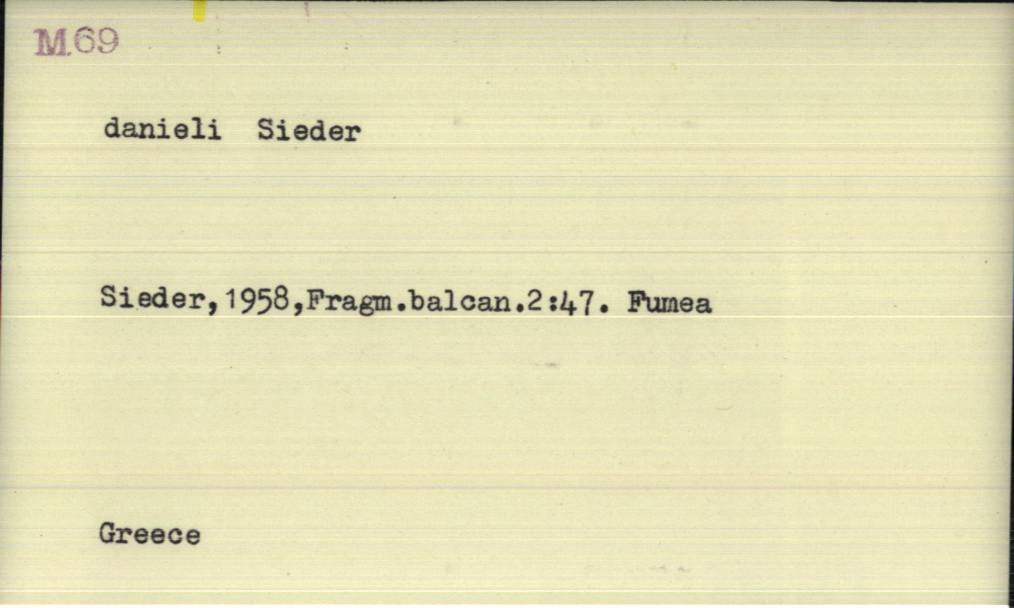 M.69
danieli Sieder
Sieder,1958,Fragm.balcan.2:47. Fumea
Greece